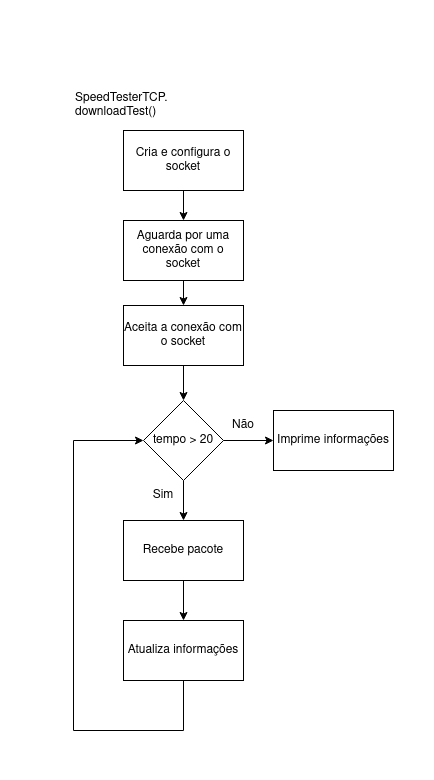 SpeedTesterTCP.
downloadTest()
Cria e configura o
socket
Aguarda por uma
conexão com o
socket
Aceita a conexão com
o socket
tempo > 20
Não
Imprime informações
Sim
Recebe pacote
Atualiza informações